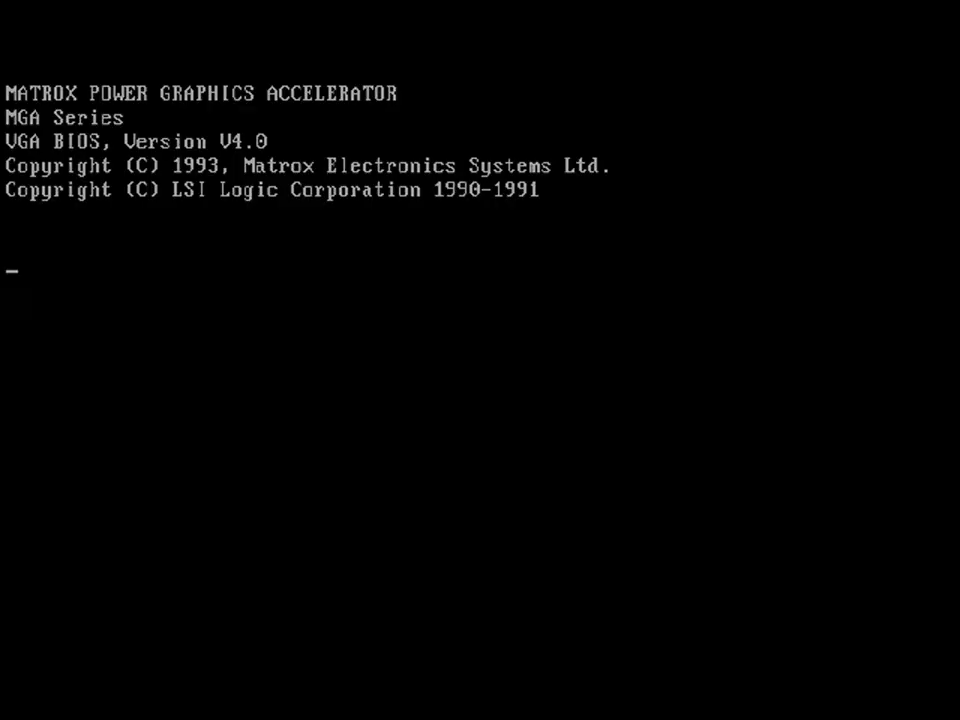 MATROX POWER GRAPHICS ACCELERATOR
MGA Series
VGA BIOS, Version V4.0
Copyright (C) 1993, Matrox Electronics Systems Ltd.
Copyright (C) LSI Logic Corporation 1990-1991